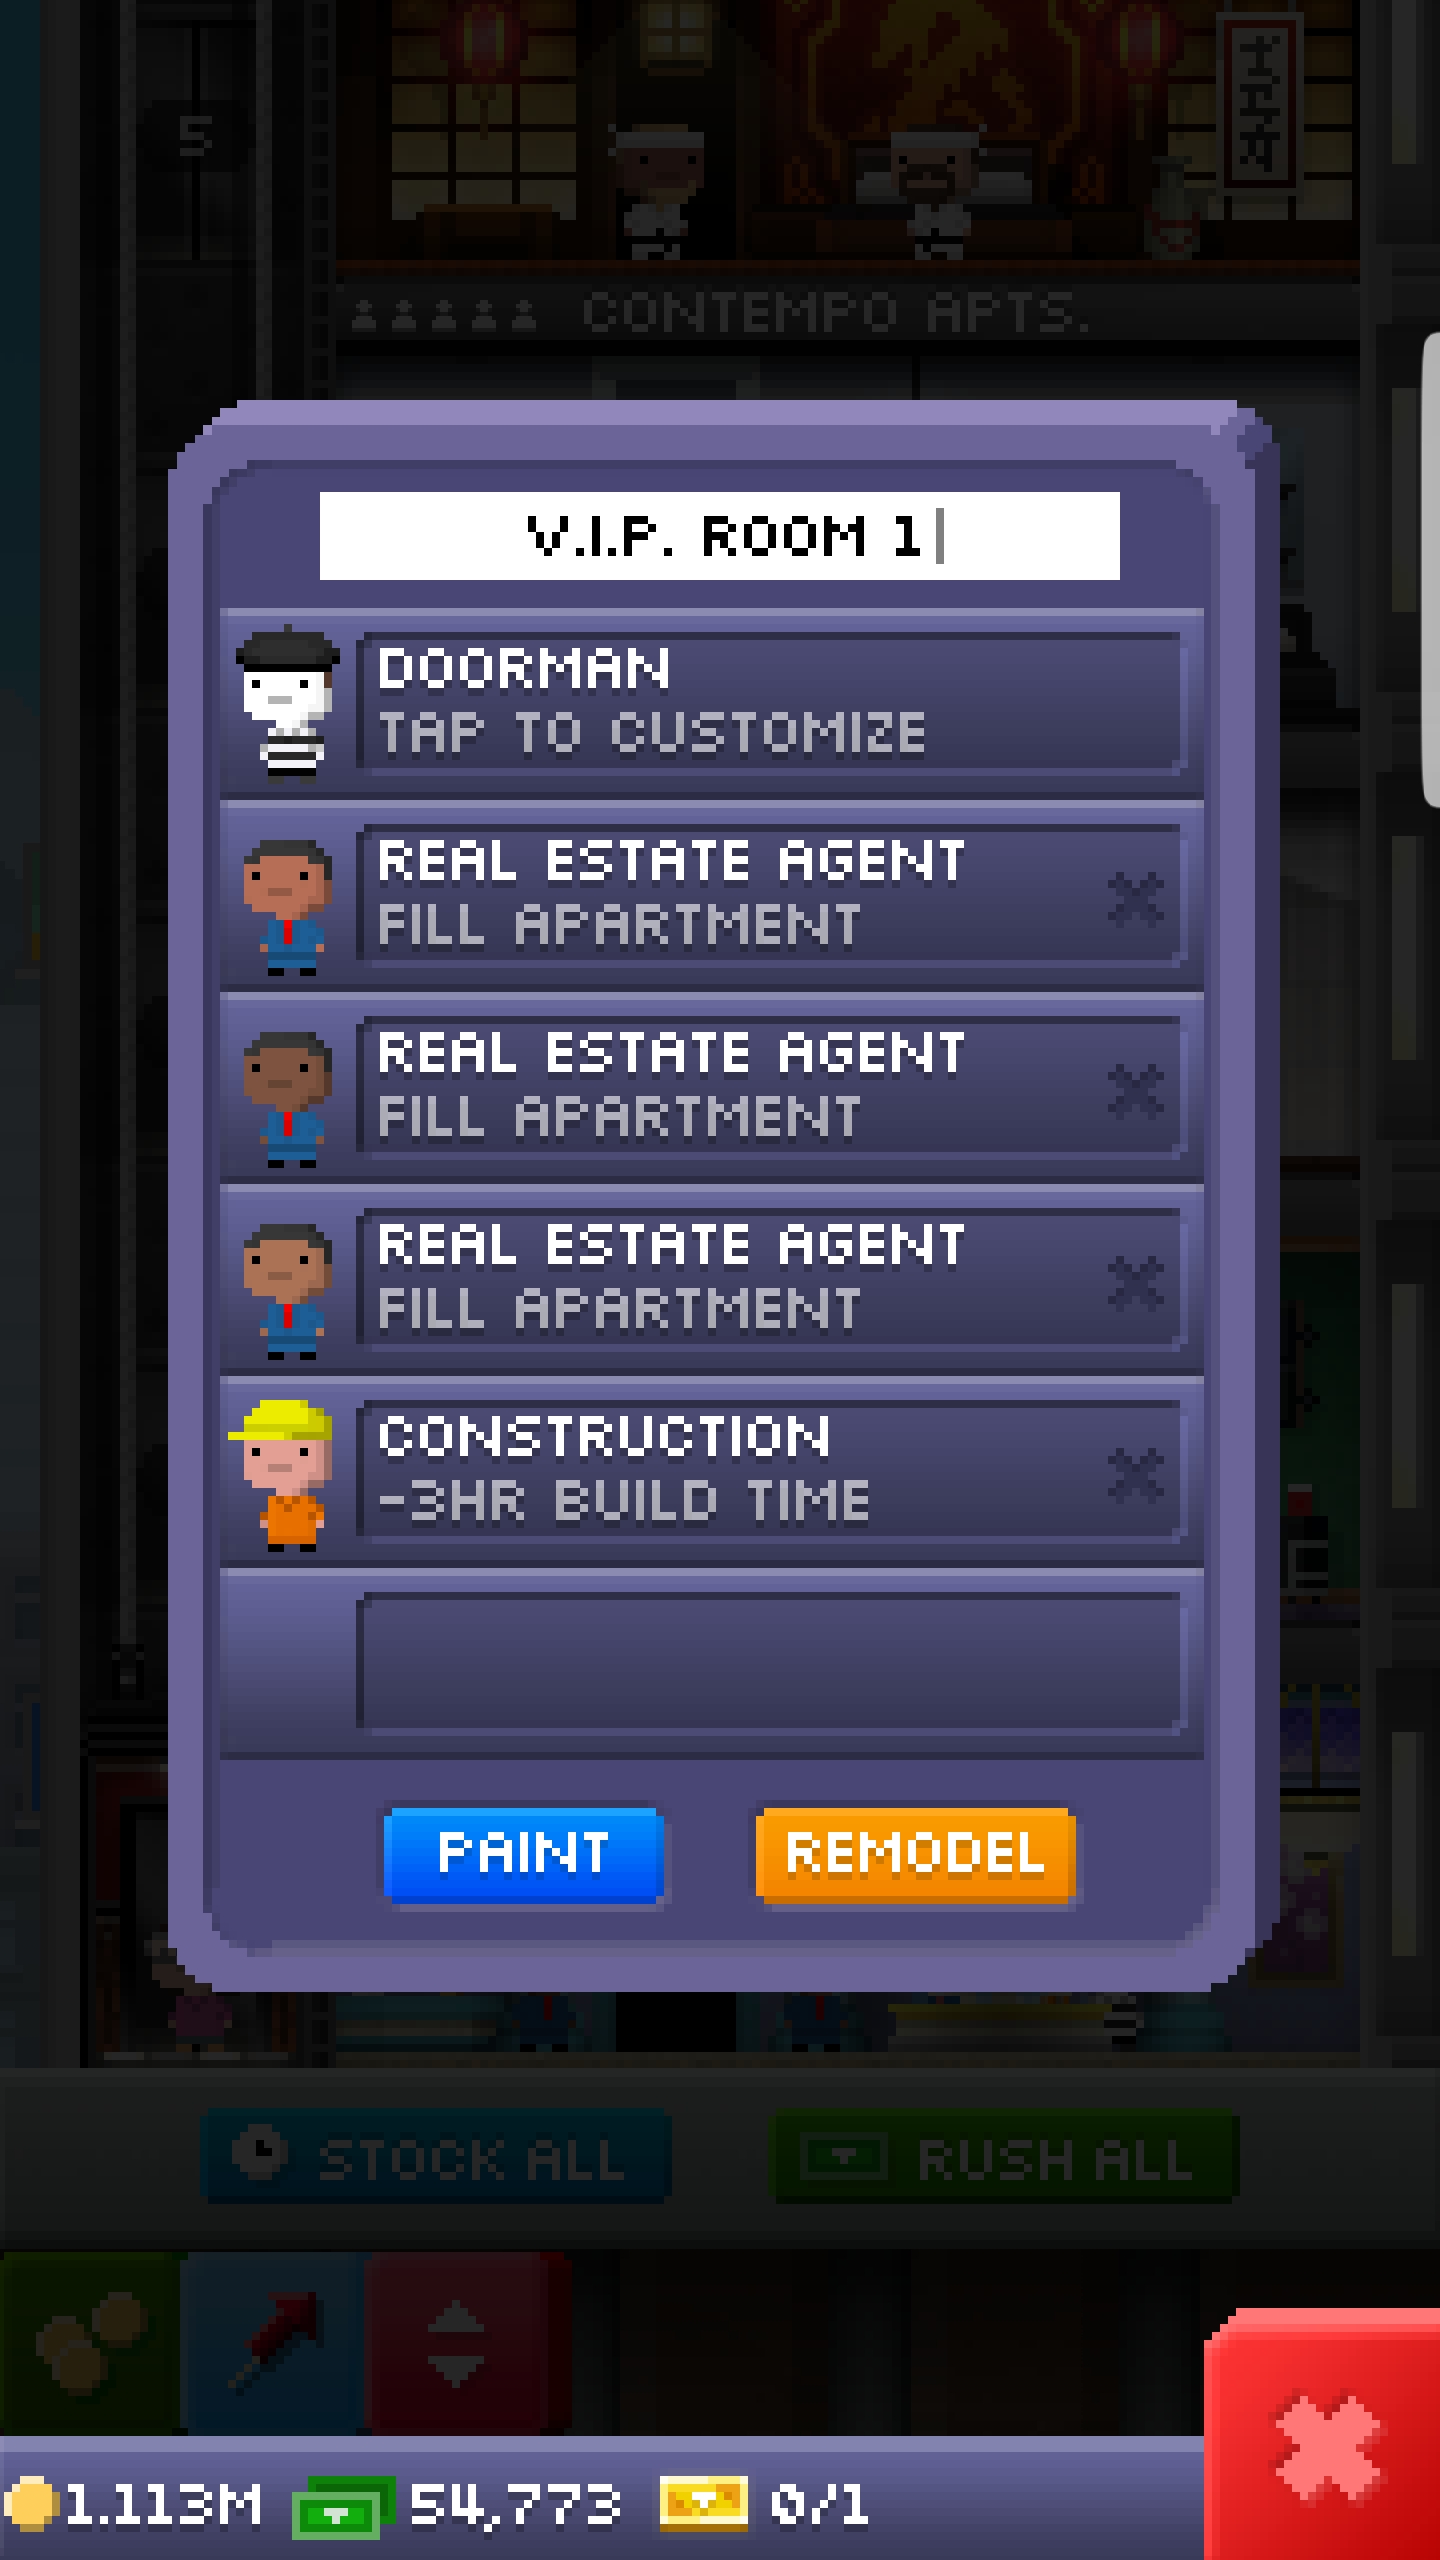 5
CONTEMPO APTS.
V.I.P. ROOM 1
DOORMAN
TAP TO CUSTOMIZE
REAL ESTATE AGENT
FILL APARTMENT
REAL ESTATE AGENT
FILL APARTMENT
REAL ESTATE AGENT
FILL APARTMENT
CONSTRUCTION
-3HR BUILD TIME
PAINT
REMODEL
STOCK ALL
RUSH ALL
1.113M
54,773
0/1